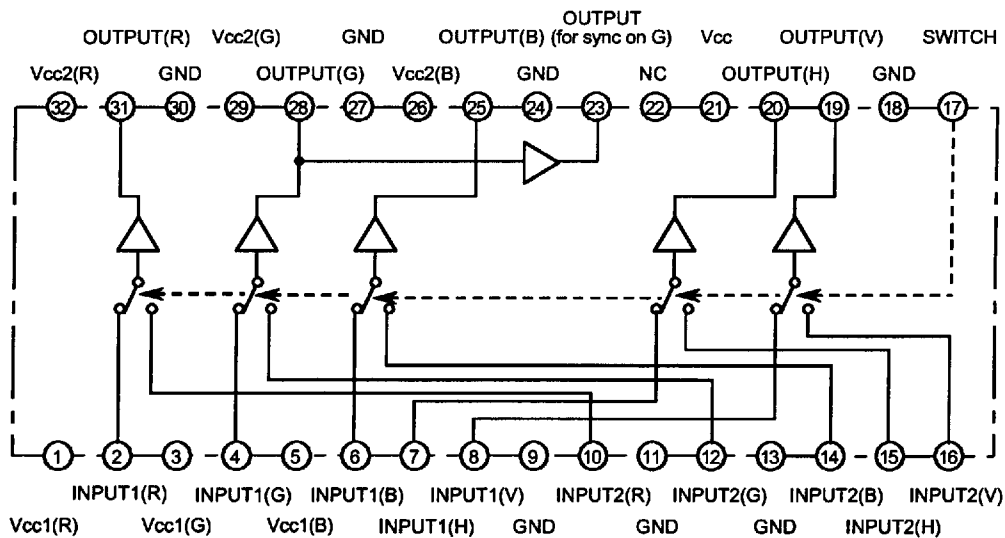 OUTPUT
OUTPUT(R) Vcc2(G) GND OUTPUT(B) (for sync on G) Vcc OUTPUT(V) SWITCH
Vcc2(R) GND OUTPUT(G) Vcc2(B) GND NC OUTPUT(H) GND
32 31 30 29 28 27 26 25 24 23 22 21 20 19 18 17
1 2 3 4 5 6 7 8 9 10 11 12 13 14 15 16
INPUT1(R) INPUT1(G) INPUT1(B) INPUT1(V) INPUT2(R) INPUT2(G) INPUT2(B) INPUT2(V)
Vcc1(R) Vcc1(G) Vcc1(B) INPUT1(H) GND GND GND INPUT2(H)